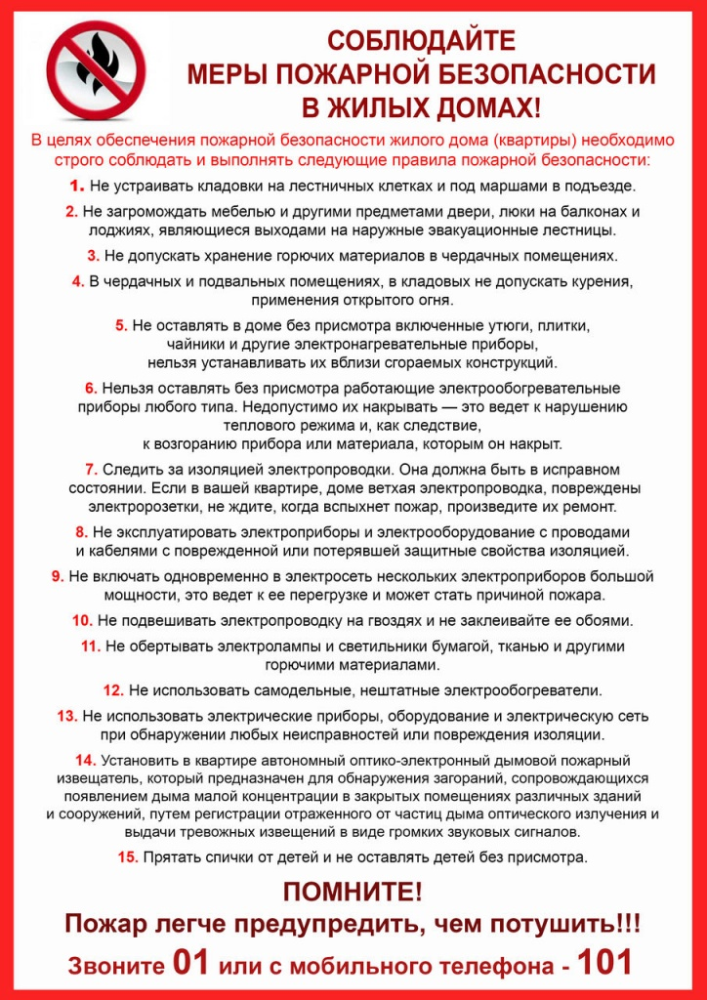 СОБЛЮДАЙТЕ
МЕРЫ ПОЖАРНОЙ БЕЗОПАСНОСТИ
В ЖИЛЫХ ДОМАХ!
В целях обеспечения пожарной безопасности жилого дома (квартиры) необходимо
строго соблюдать и выполнять следующие правила пожарной безопасности:
1. Не устраивать кладовки на лестничных клетках и под маршами в подъезде.
2. Не загромождать мебелью и другими предметами двери, люки на балконах и
лоджиях, являющиеся выходами на наружные эвакуационные лестницы.
3. Не допускать хранение горючих материалов в чердачных помещениях.
4. В чердачных и подвальных помещениях, в кладовых не допускать курения,
применения открытого огня.
5. Не оставлять в доме без присмотра включенные утюги, плитки,
чайники и другие электронагревательные приборы,
нельзя устанавливать их вблизи сгораемых конструкций.
6. Нельзя оставлять без присмотра работающие электрообогревательные
приборы любого типа. Недопустимо их накрывать — это ведет к нарушению
теплового режима и, как следствие,
к возгоранию прибора или материала, которым он накрыт.
7. Следить за изоляцией электропроводки. Она должна быть в исправном
состоянии. Если в вашей квартире, доме ветхая электропроводка, повреждены
электророзетки, не ждите, когда вспыхнет пожар, произведите их ремонт.
8. Не эксплуатировать электроприборы и электрооборудование с проводами
и кабелями с поврежденной или потерявшей защитные свойства изоляцией.
9. Не включать одновременно в электросеть нескольких электроприборов большой
мощности, это ведет к ее перегрузке и может стать причиной пожара.
10. Не подвешивать электропроводку на гвоздях и не заклеивайте ее обоями.
11. Не обертывать электролампы и светильники бумагой, тканью и другими
горючими материалами.
12. Не использовать самодельные, нештатные электрообогреватели.
13. Не использовать электрические приборы, оборудование и электрическую сеть
при обнаружении любых неисправностей или повреждения изоляции.
14. Установить в квартире автономный оптико-электронный дымовой пожарный
извещатель, который предназначен для обнаружения загораний, сопровождающихся
появлением дыма малой концентрации в закрытых помещениях различных зданий
и сооружений, путем регистрации отраженного от частиц дыма оптического излучения и
выдачи тревожных извещений в виде громких звуковых сигналов.
15. Прятать спички от детей и не оставлять детей без присмотра.
ПОМНИТЕ!
Пожар легче предупредить, чем потушить!!!
Звоните 01 или с мобильного телефона - 101